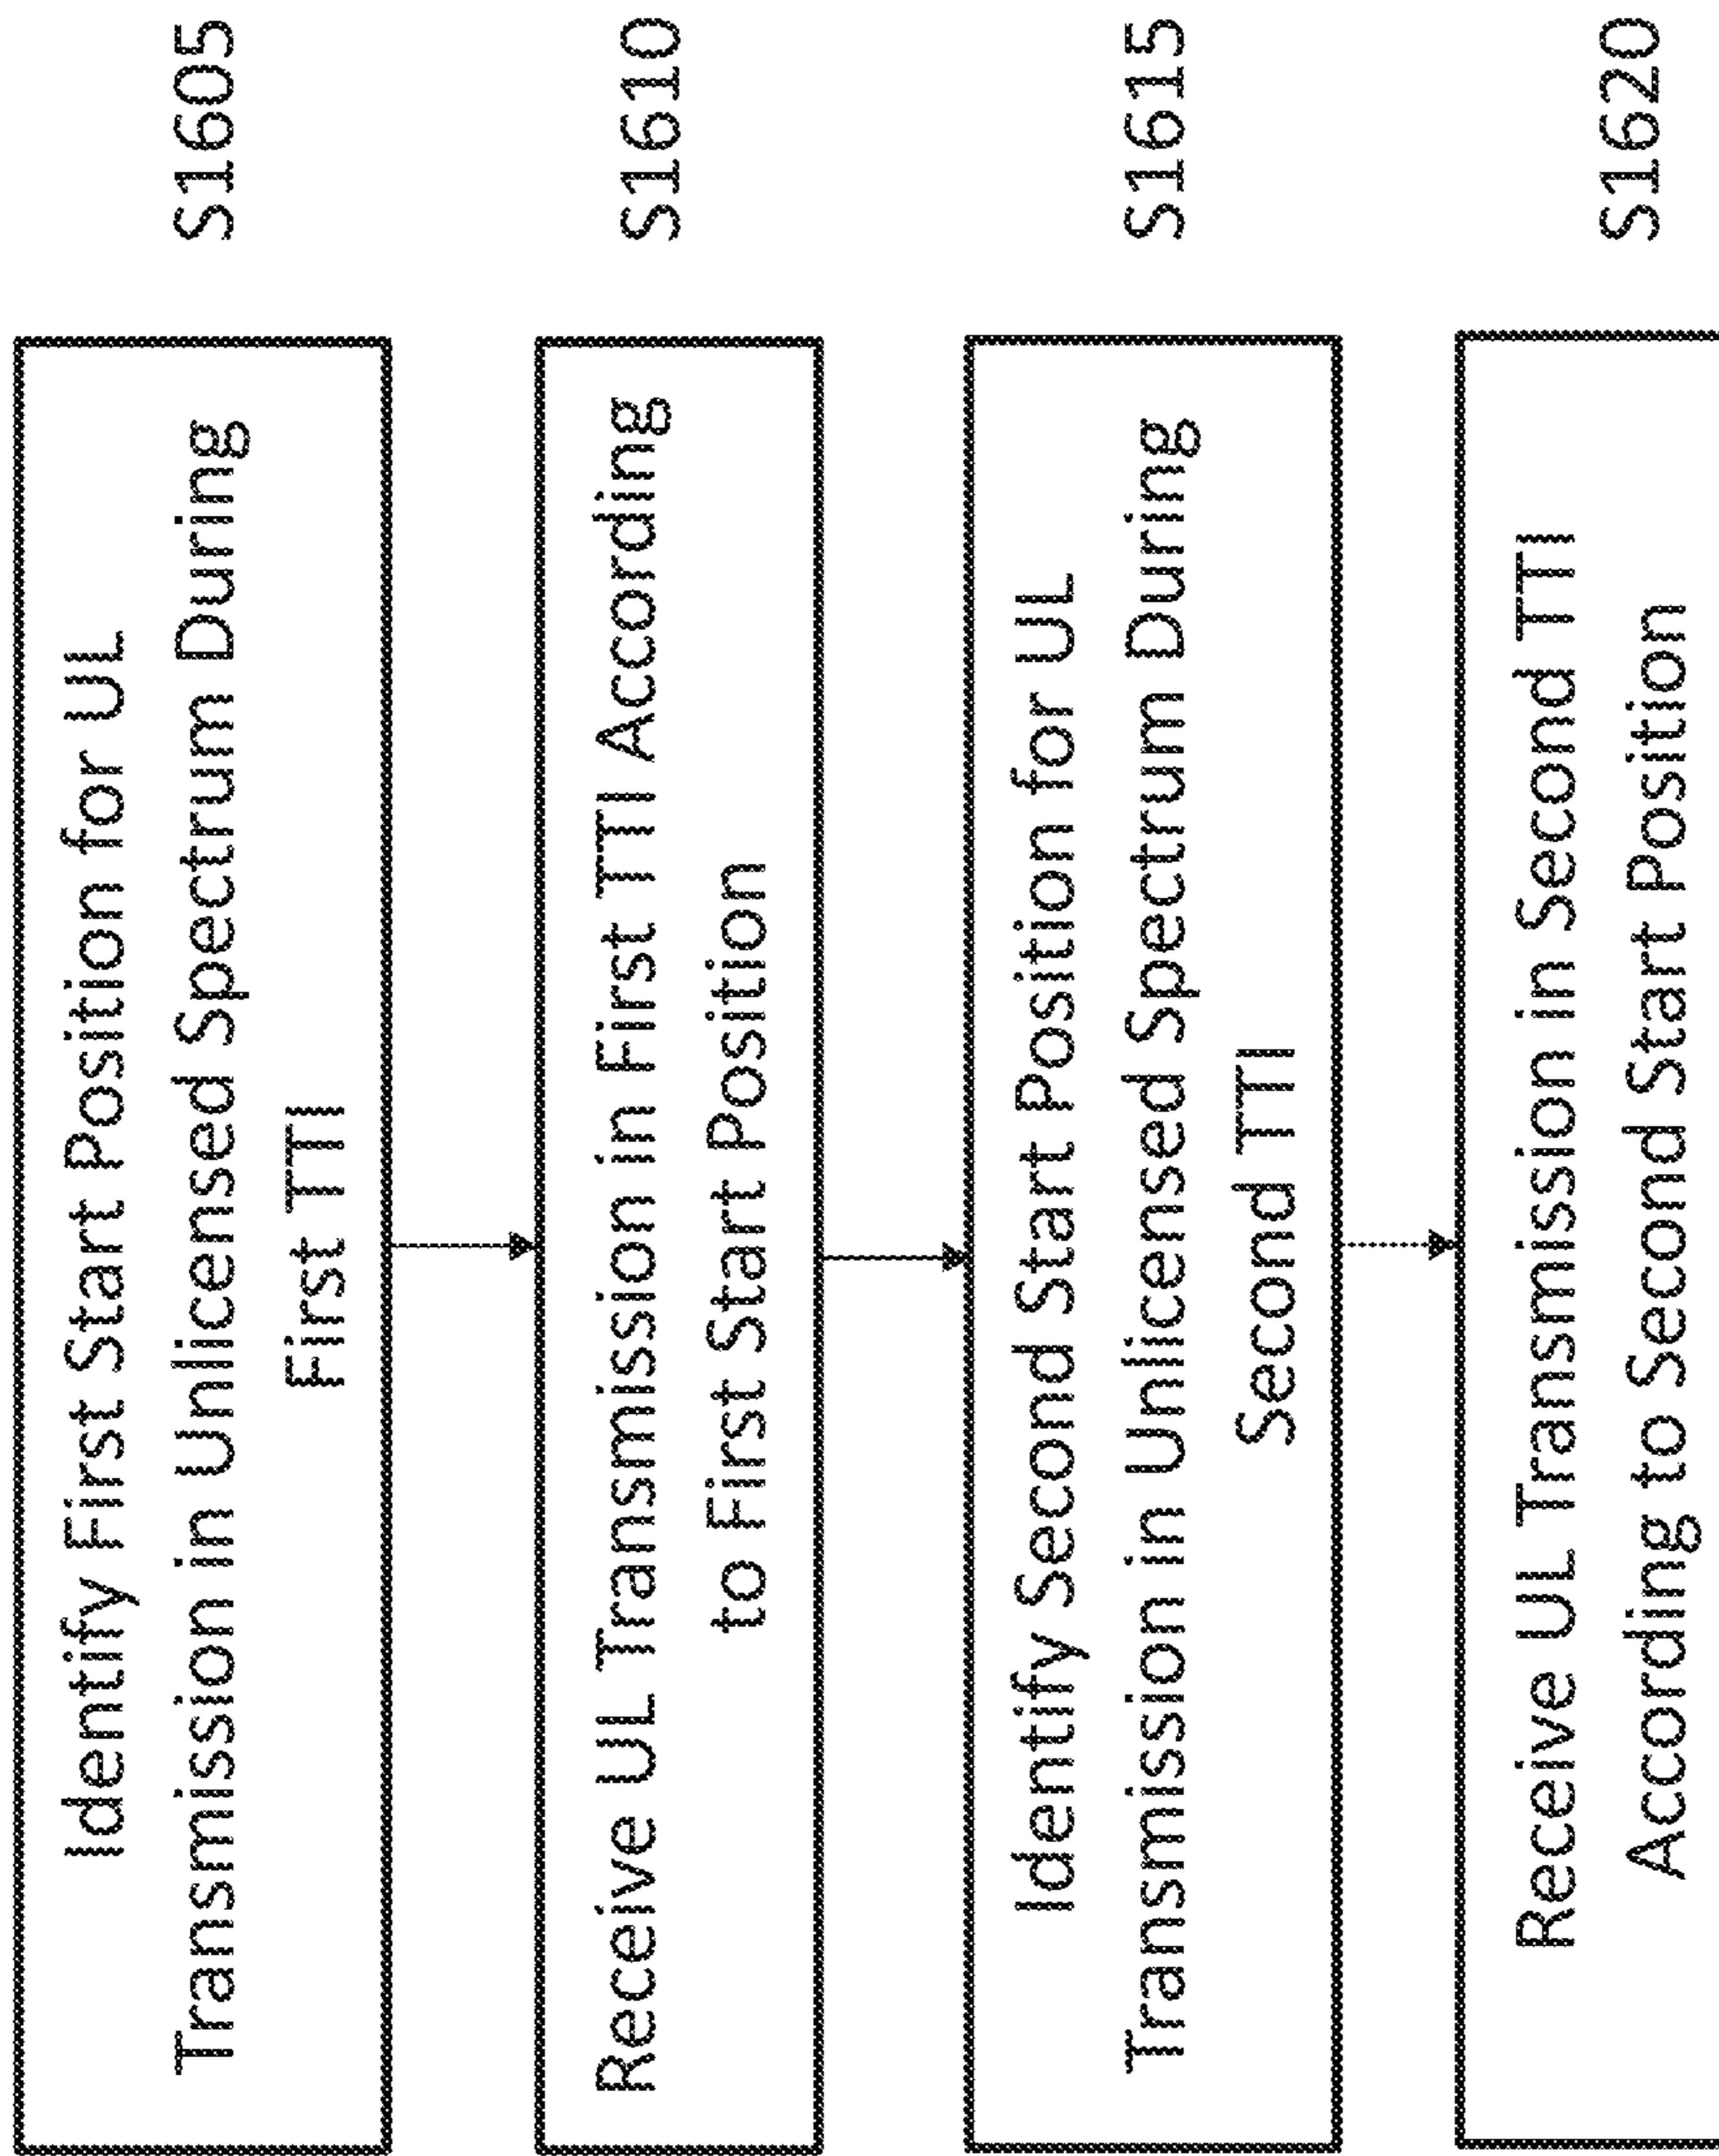 Identify First Start Position for UL
Transmission in Unlicensed Spectrum During
First TTI
S1605
Receive UL Transmission in First TTI According
to First Start Position
S1610
Identify Second Start Position for UL
Transmission in Unlicensed Spectrum During
Second TTI
S1615
Receive UL Transmission in Second TTI
According to Second Start Position
S1620